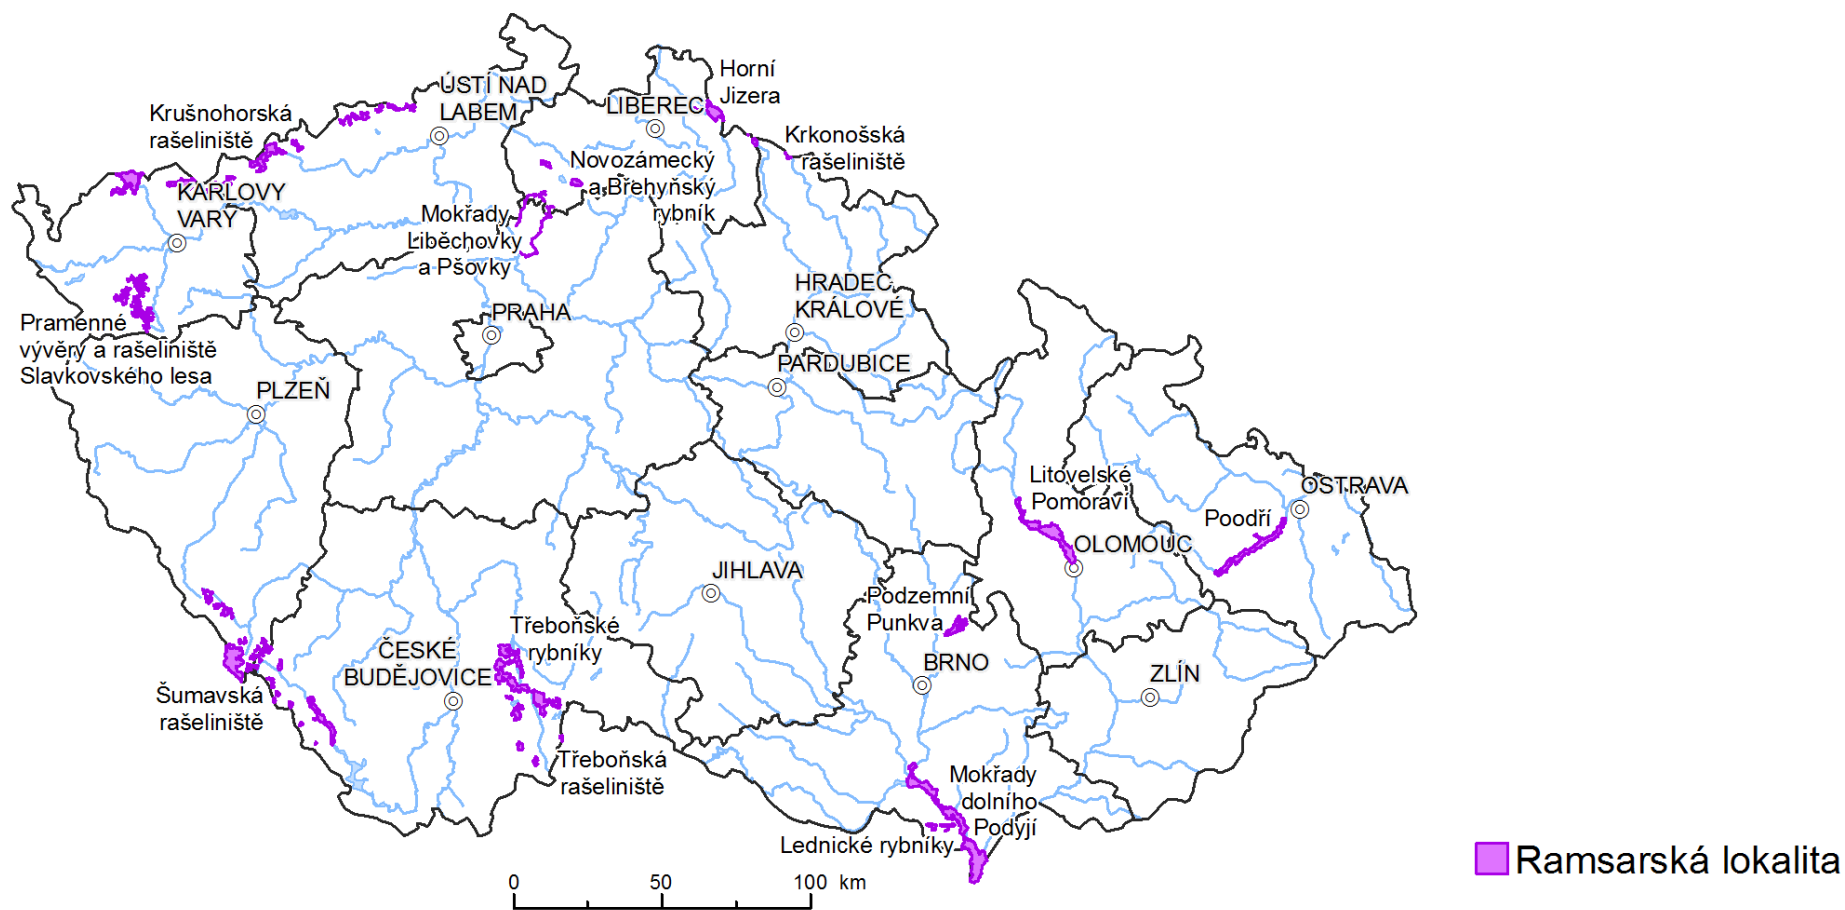 Horní
Jizera
ÚSTÍ NAD
LABEM
Krušnohorská
rašeliniště
LIBEREC
Krkonošská
rašeliniště
Novozámecký
a Břehyňský
rybník
KARLOVY
VARY
Mokřady
Liběchovky
a Pšovky
HRADEC
KRÁLOVÉ
PRAHA
Pramenné
vývěry a rašeliniště
Slavkovského lesa
PARDUBICE
PLZEŇ
Litovelské
Pomoraví
OSTRAVA
Poodří
OLOMOUC
JIHLAVA
Podzemní
Punkva
Třeboňské
rybníky
ČESKÉ
BUDĚJOVICE
BRNO
ZLÍN
Šumavská
rašeliniště
Třeboňská
rašeliniště
Mokřady
dolního
Podyjí
Lednické rybníky
Ramsarská lokalita
0 50 100 km